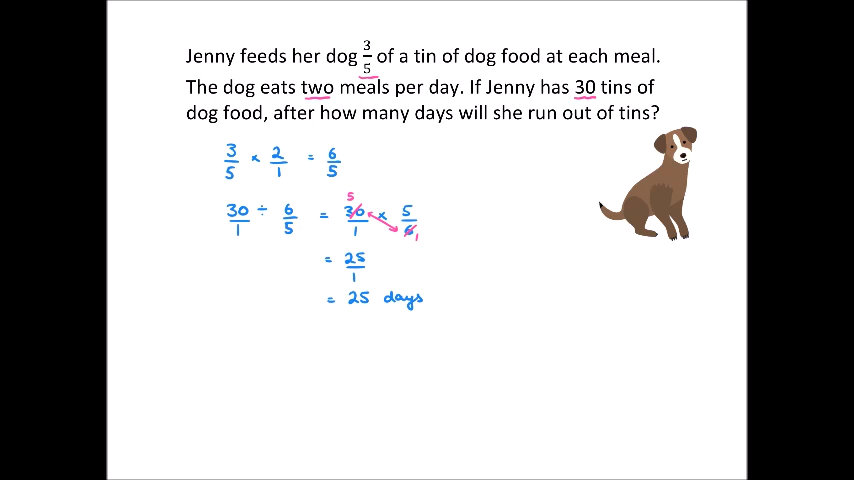 Jenny feeds her dog 3/5 of a tin of dog food at each meal.
The dog eats two meals per day. If Jenny has 30 tins of
dog food, after how many days will she run out of tins?
3/5 × 2/1 = 6/5
5
30/1 ÷ 6/5 = 30/1 × 5/6
1
= 25/1
= 25 days